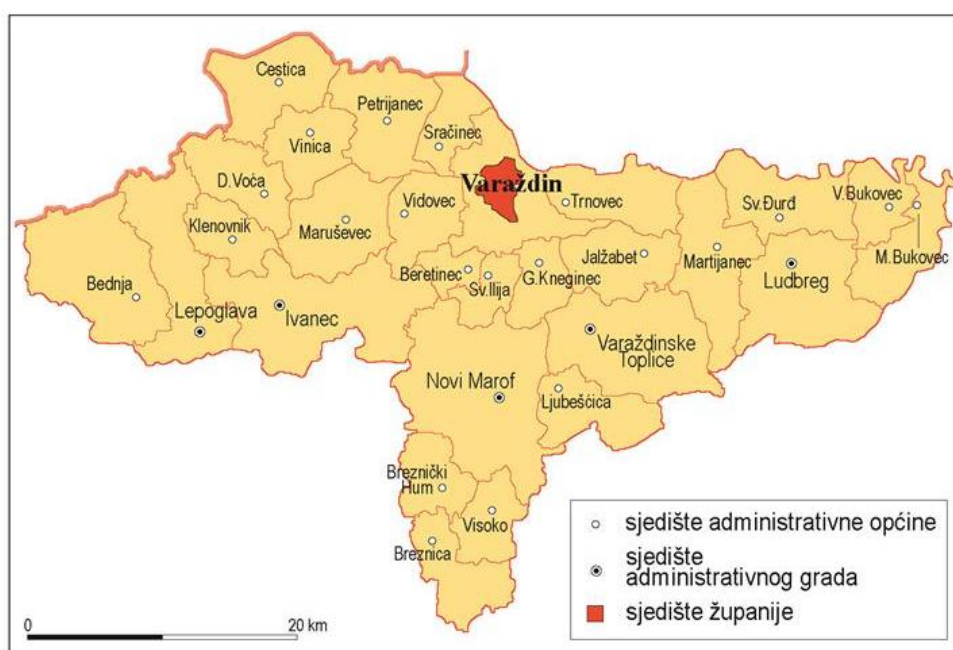 Cestica
Petrijanec
Vinica
Sračinec
D.Voća
Varaždin
Vidovec
Trnovec
Sv.Đurđ
V.Bukovec
Klenovnik
Maruševec
M.Bukovec
Bednja
Lepoglava
Ivanec
Beretinec
Sv.Ilija
G.Kneginec
Jalžabet
Martijanec
Ludbreg
Varaždinske
Toplice
Novi Marof
Ljubešćica
Breznički
Hum
Visoko
Breznica
sjedište administrativne općine
sjedište
administrativnog grada
sjedište županije
0 20 km